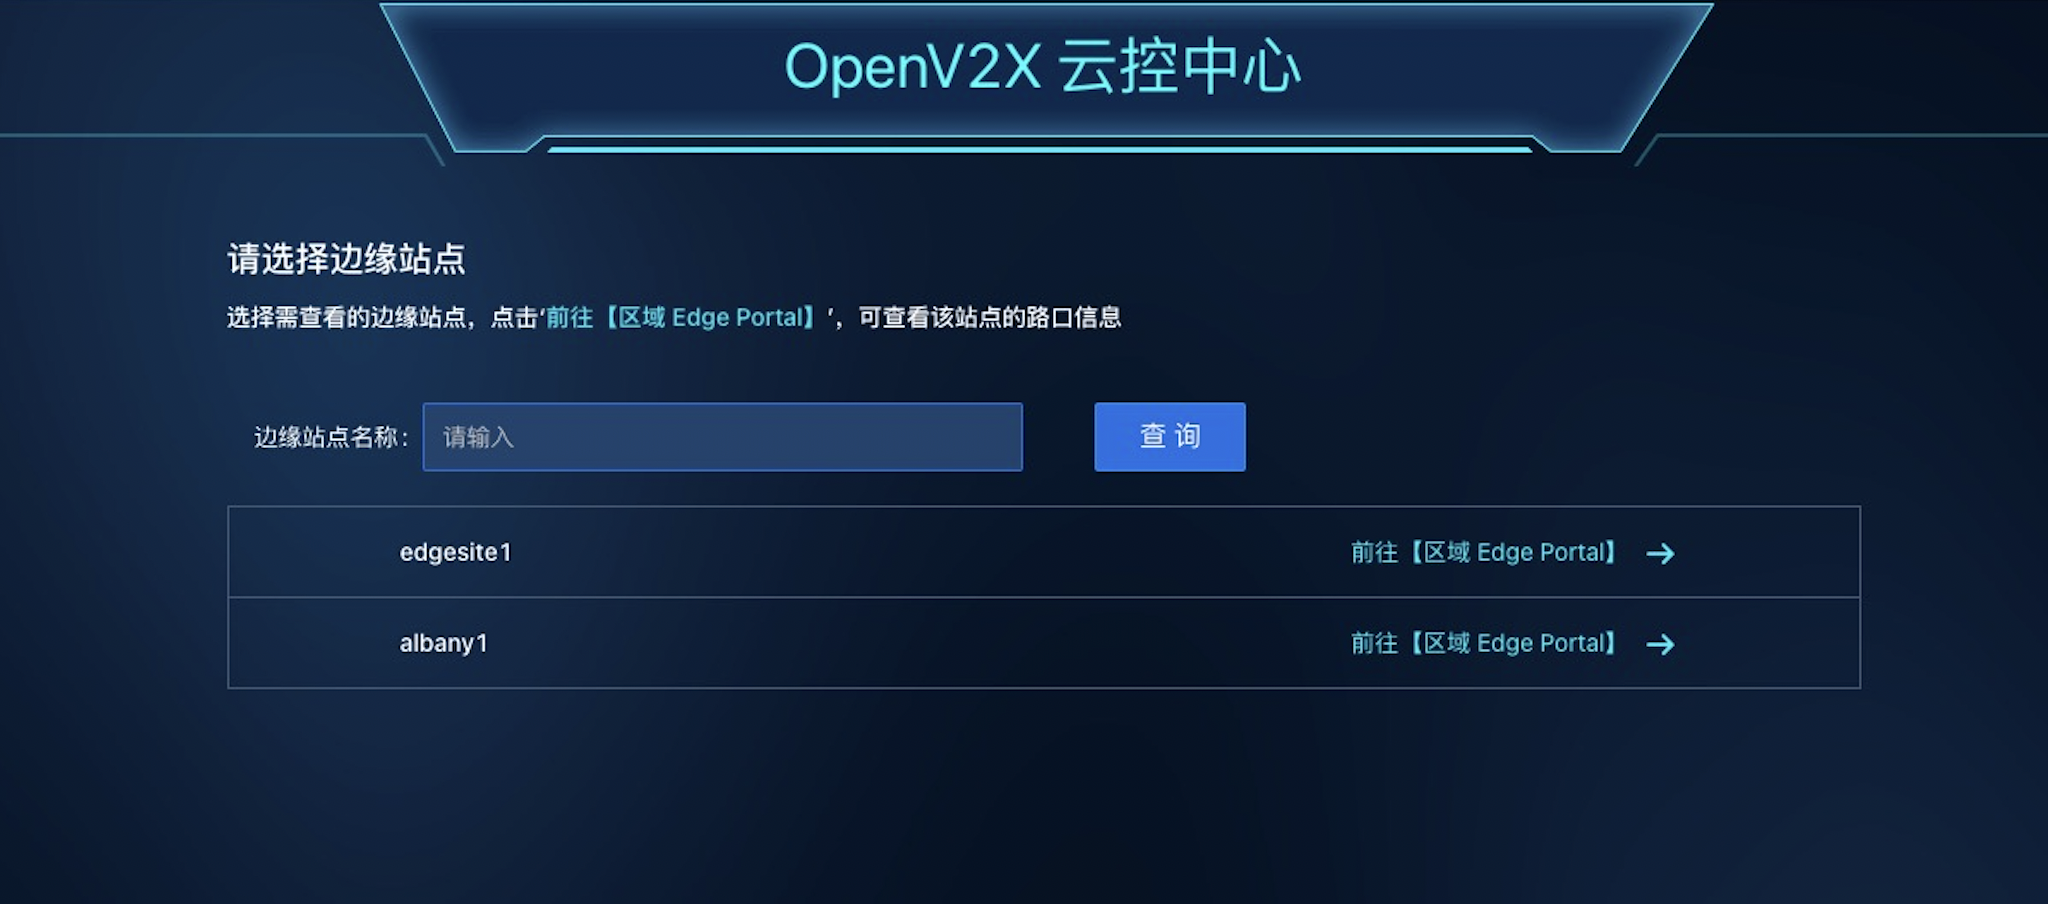 OpenV2X 云控中心
请选择边缘站点
选择需查看的边缘站点，点击‘前往【区域 Edge Portal】’，可查看该站点的路口信息
边缘站点名称： 请输入 查 询
edgesite1 前往【区域 Edge Portal】 →
albany1 前往【区域 Edge Portal】 →